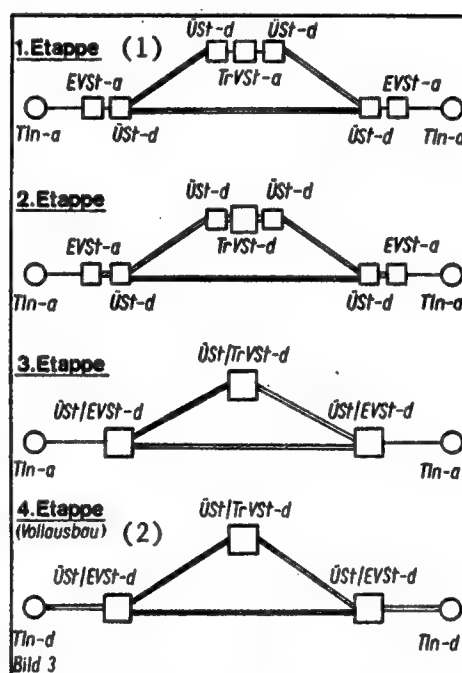 ÜSt-d ÜSt-d
1.Etappe (1)
EVSt-a TrVSt-a EVSt-a
Tln-a ÜSt-d ÜSt-d Tln-a
2.Etappe
ÜSt-d ÜSt-d
EVSt-a TrVSt-d EVSt-a
Tln-a ÜSt-d ÜSt-d Tln-a
3.Etappe
ÜSt/TrVSt-d
ÜSt/EVSt-d ÜSt/EVSt-d
Tln-a Tln-a
4.Etappe (2) ÜSt/TrVSt-d
(Vollausbau)
ÜSt/EVSt-d ÜSt/EVSt-d
Tln-d Tln-d
Bild 3